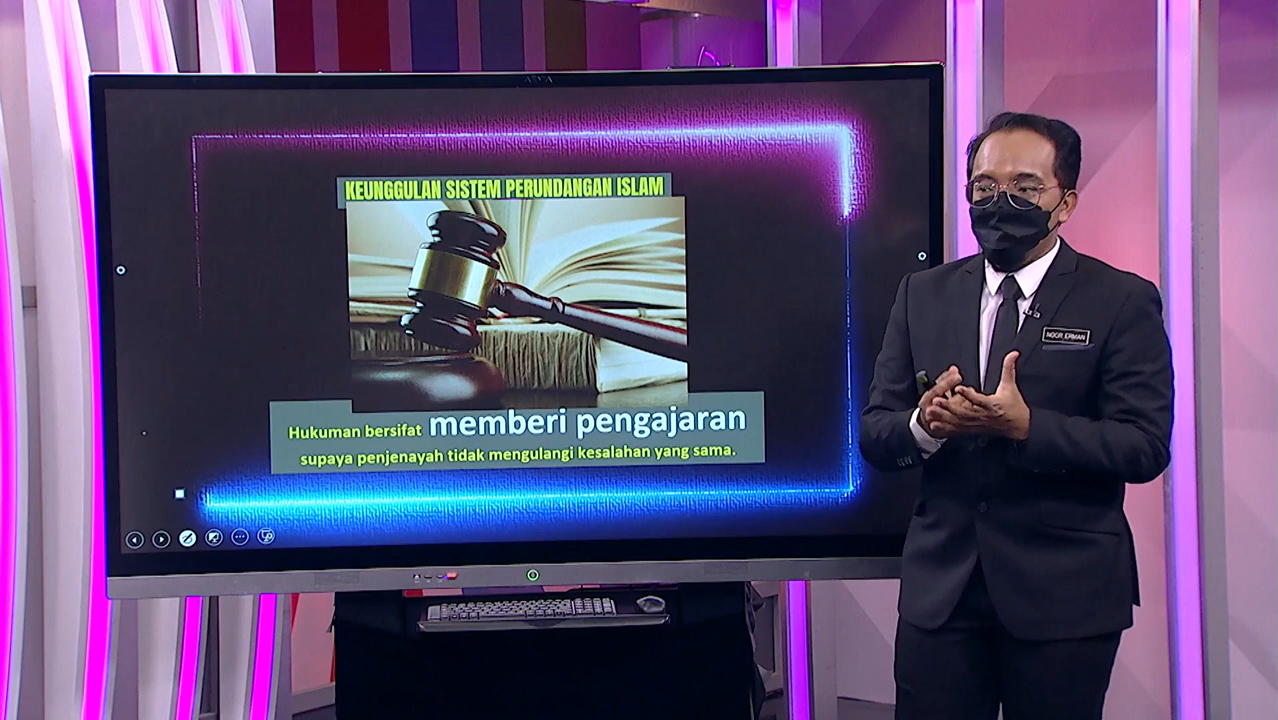 KEUNGGULAN SISTEM PERUNDANGAN ISLAM
Hukuman bersifat memberi pengajaran
supaya penjenayah tidak mengulangi kesalahan yang sama.
NOOR ERMAN